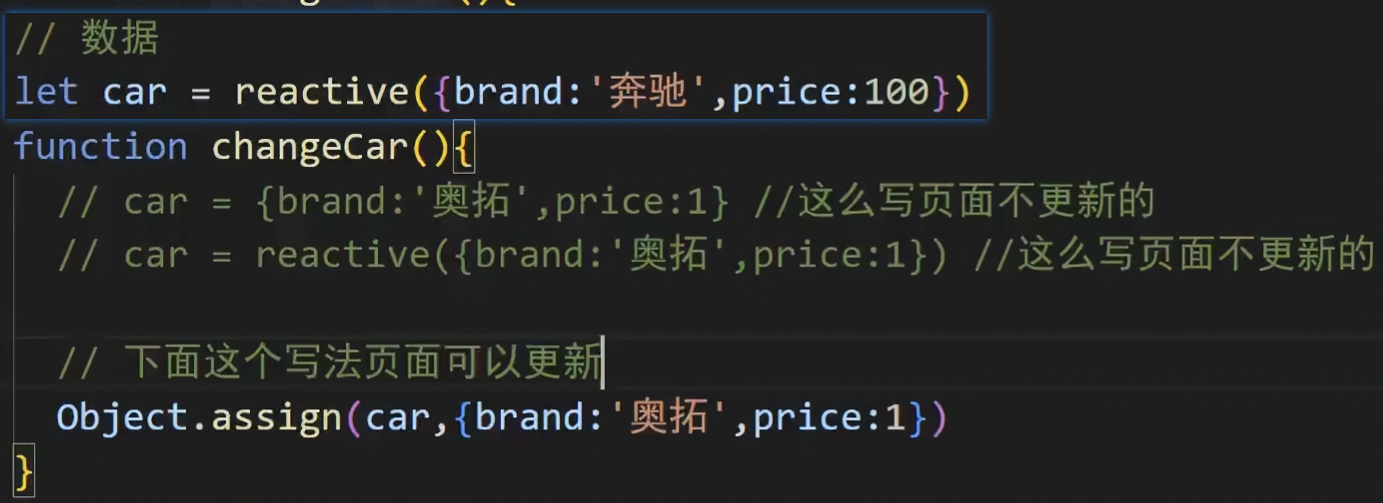 (){
// 数据
let car = reactive({brand:'奔驰',price:100})
function changeCar(){
// car = {brand:'奥拓',price:1} //这么写页面不更新的
// car = reactive({brand:'奥拓',price:1}) //这么写页面不更新的
// 下面这个写法页面可以更新
Object.assign(car,{brand:'奥拓',price:1})
}